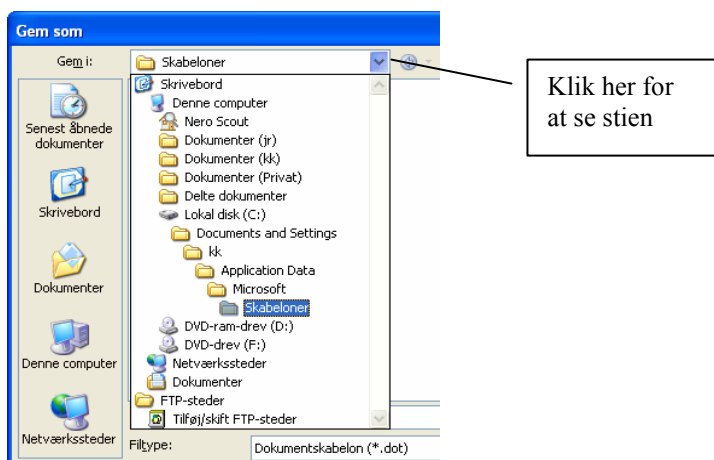 Gem som
Gem i:
Skabeloner
Klik her for
at se stien
Senest åbnede
dokumenter
Skrivebord
Dokumenter
Denne computer
Netværkssteder
Skrivebord
Denne computer
Nero Scout
Dokumenter (jr)
Dokumenter (kk)
Dokumenter (Privat)
Delte dokumenter
Lokal disk (C:)
Documents and Settings
kk
Application Data
Microsoft
Skabeloner
DVD-ram-drev (D:)
DVD-drev (F:)
Netværkssteder
Dokumenter
FTP-steder
Tilføj/skift FTP-steder
Filtype:
Dokumentskabelon (*.dot)